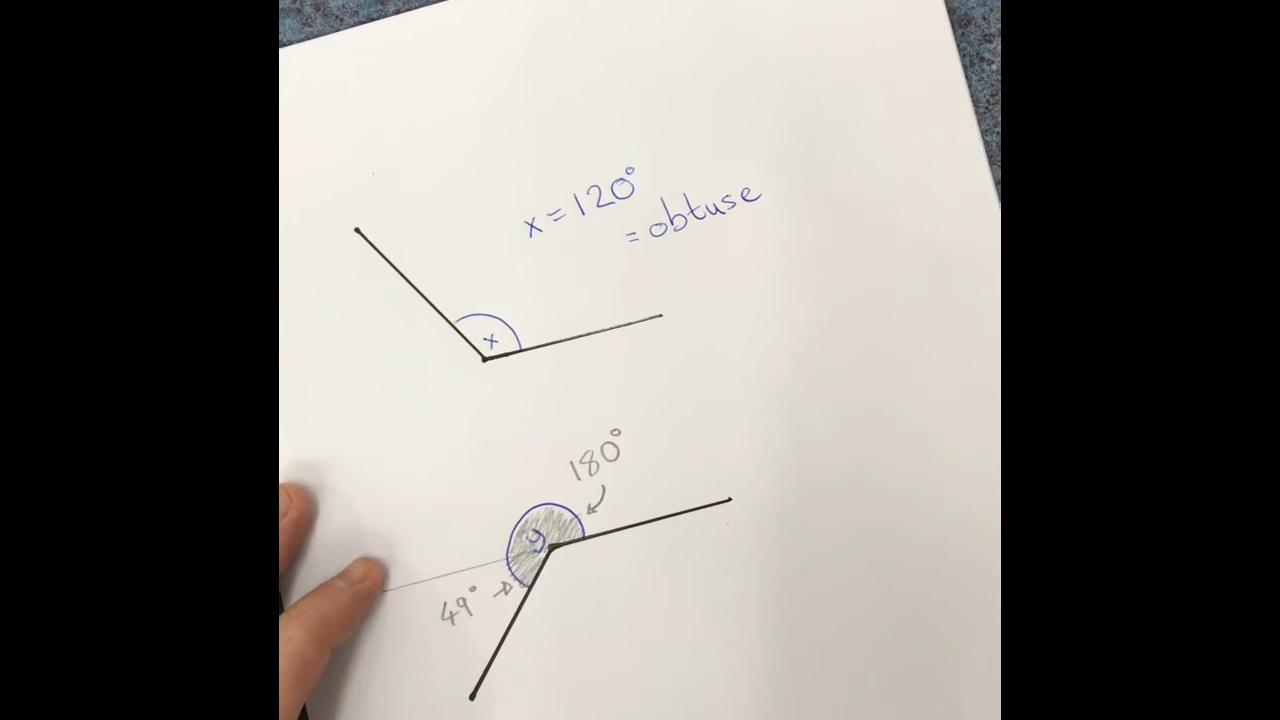 x = 120°
= obtuse
x
180°
y
49°